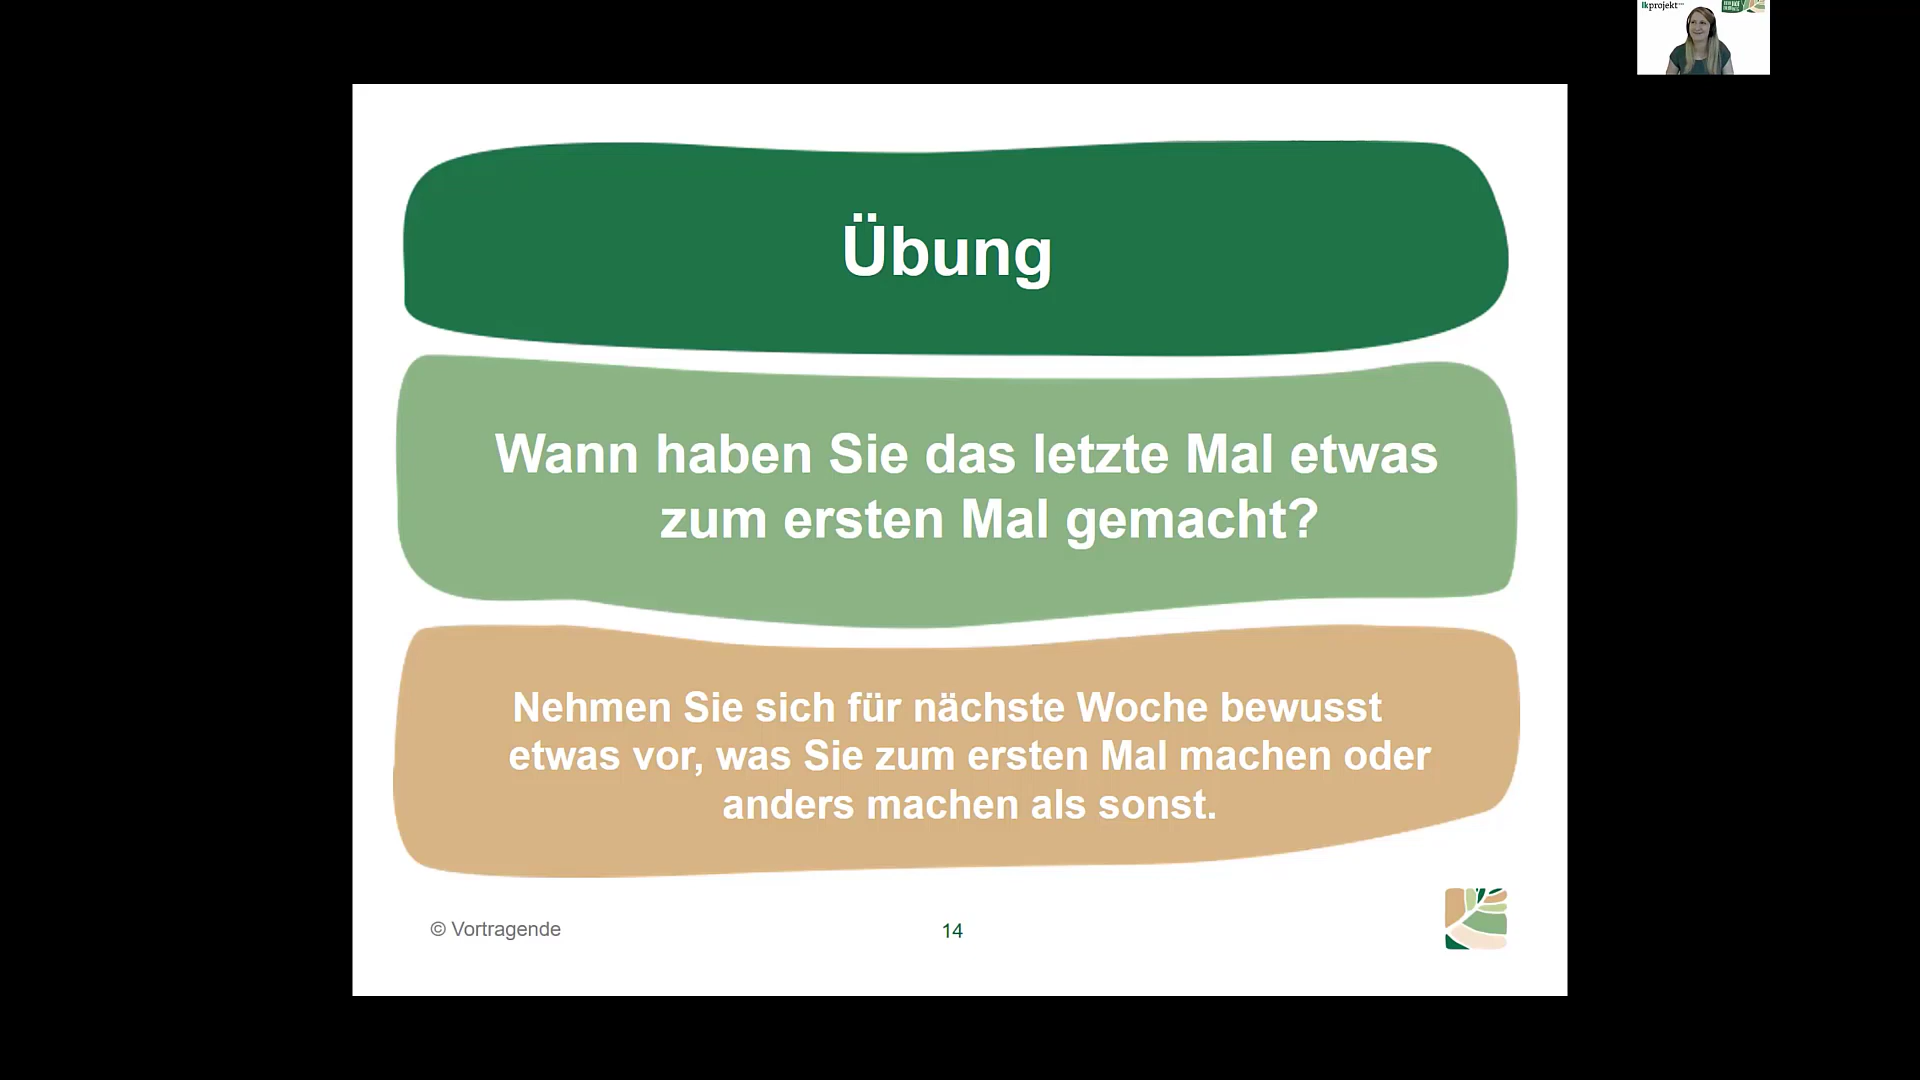 lkprojekt
Übung
Wann haben Sie das letzte Mal etwas
zum ersten Mal gemacht?
Nehmen Sie sich für nächste Woche bewusst
etwas vor, was Sie zum ersten Mal machen oder
anders machen als sonst.
© Vortragende
14